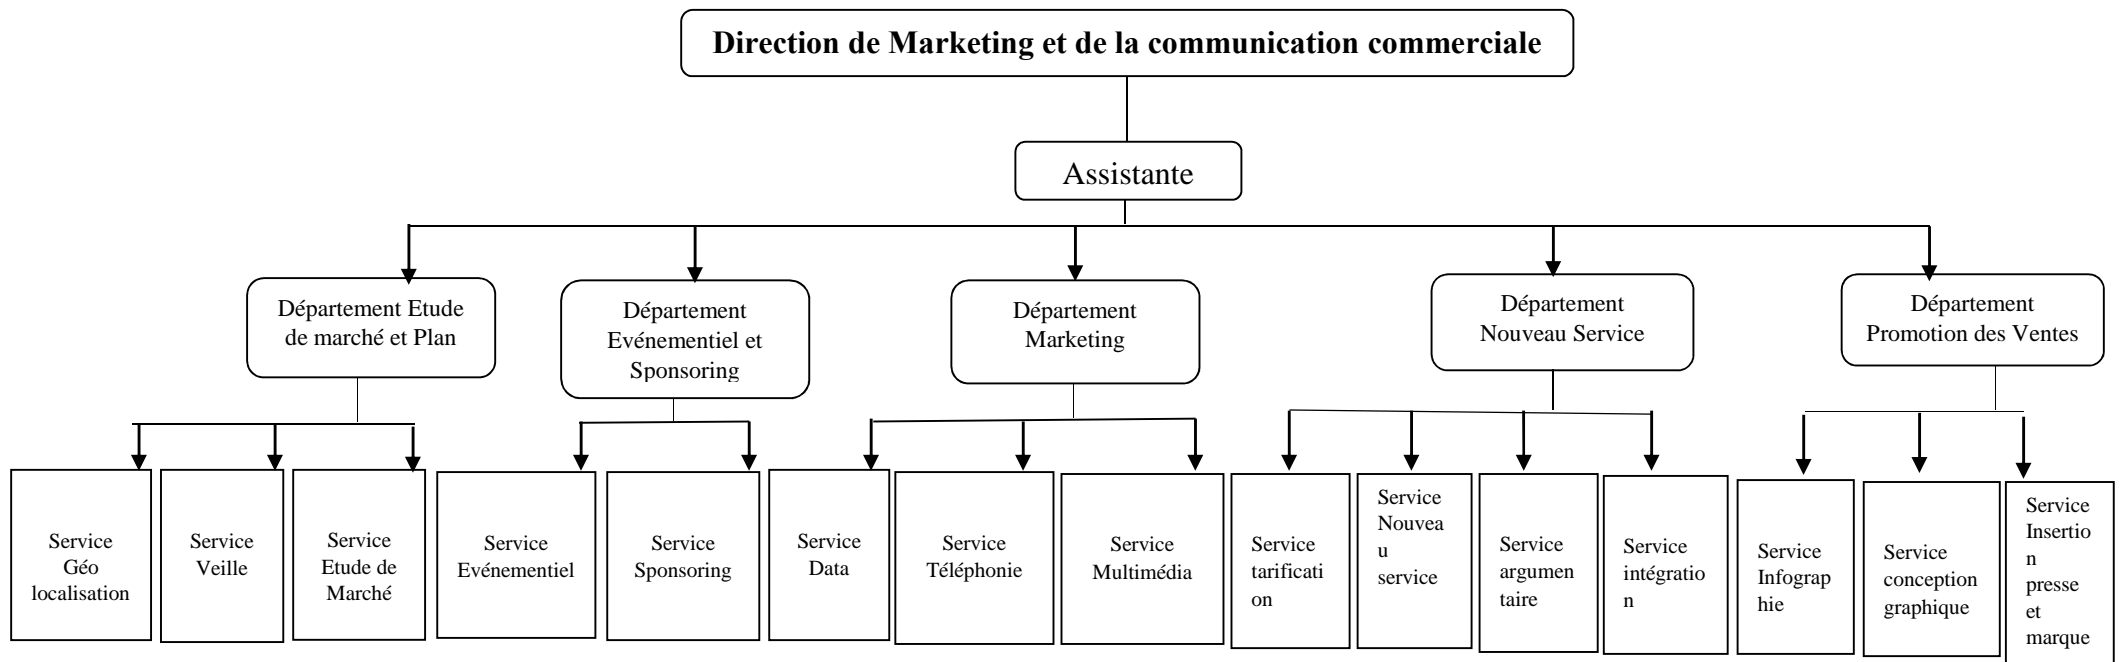 Direction de Marketing et de la communication commerciale
Assistante
Département Etude
de marché et Plan
Département
Evénementiel et
Sponsoring
Département
Marketing
Département
Nouveau Service
Département
Promotion des Ventes
Service
Géo
localisation
Service
Veille
Service
Etude de
Marché
Service
Evénementiel
Service
Sponsoring
Service
Data
Service
Téléphonie
Service
Multimédia
Service
tarificati
on
Service
Nouvea
u
service
Service
argumen
taire
Service
intégratio
n
Service
Infograp
hie
Service
conception
graphique
Service
Insertio
n
presse
et
marque